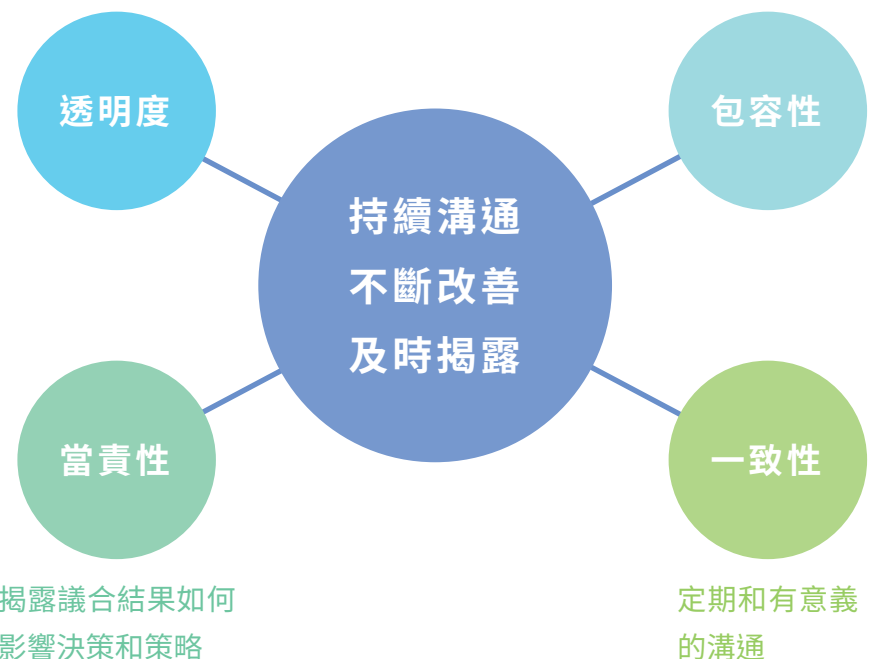 透明度
包容性
持續溝通
不斷改善
及時揭露
當責性
一致性
揭露議合結果如何
影響決策和策略
定期和有意義
的溝通